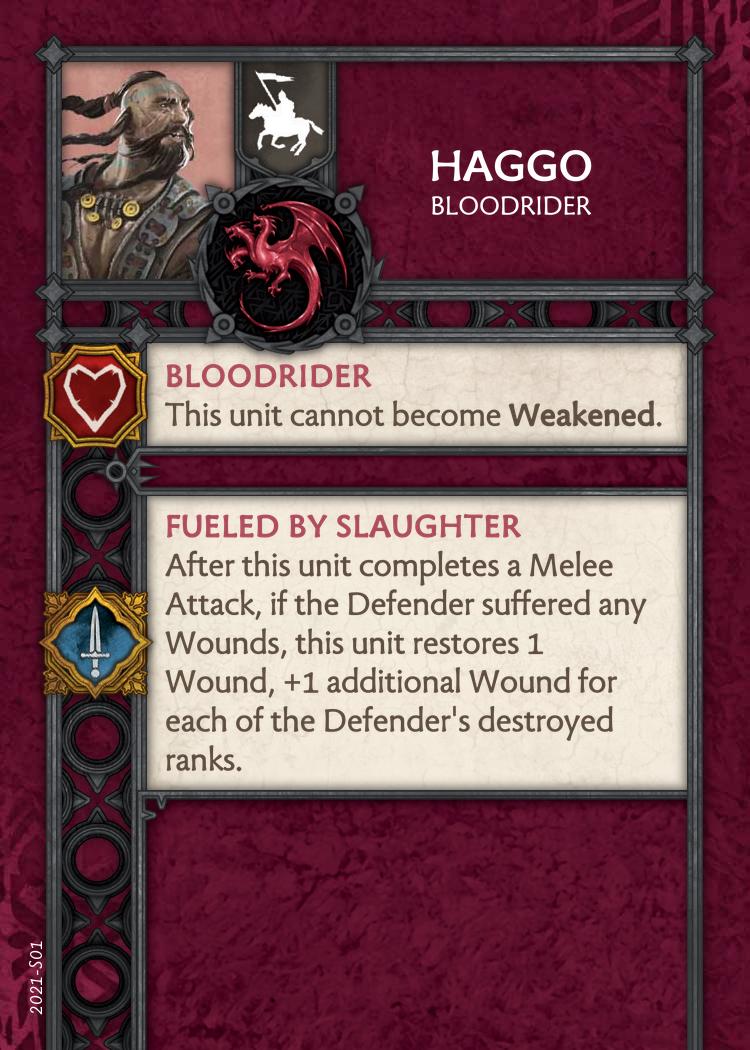 HAGGO
BLOODRIDER
BLOODRIDER
This unit cannot become Weakened.
FUELED BY SLAUGHTER
After this unit completes a Melee
Attack, if the Defender suffered any
Wounds, this unit restores 1
Wound, +1 additional Wound for
each of the Defender's destroyed
ranks.
2021-S01